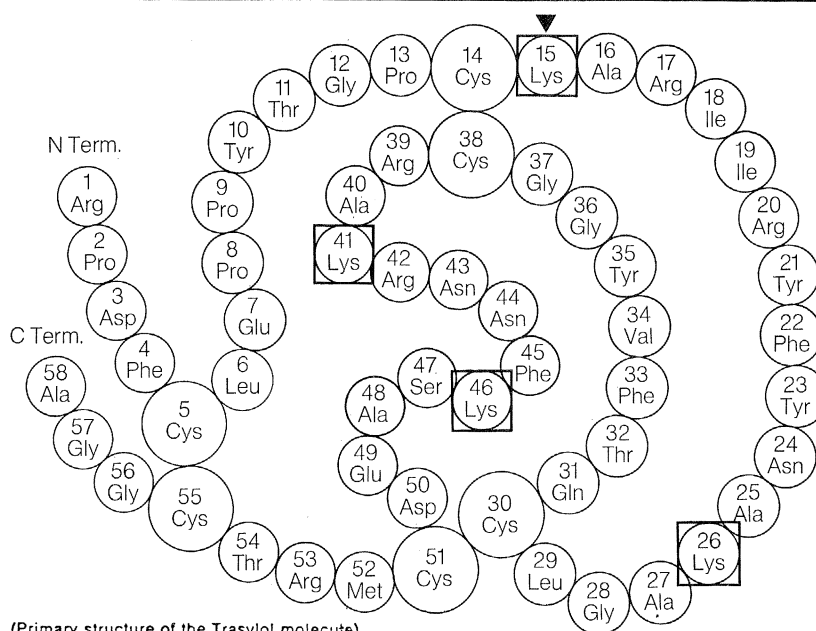 N Term.
1 Arg
2 Pro
3 Asp
4 Phe
5 Cys
6 Leu
7 Glu
8 Pro
9 Pro
10 Tyr
11 Thr
12 Gly
13 Pro
14 Cys
15 Lys
16 Ala
17 Arg
18 Ile
19 Ile
20 Arg
21 Tyr
22 Phe
23 Tyr
24 Asn
25 Ala
26 Lys
27 Ala
28 Gly
29 Leu
30 Cys
31 Gln
32 Thr
33 Phe
34 Val
35 Tyr
36 Gly
37 Gly
38 Cys
39 Arg
40 Ala
41 Lys
42 Arg
43 Asn
44 Asn
45 Phe
46 Lys
47 Ser
48 Ala
49 Glu
50 Asp
51 Cys
52 Met
53 Arg
54 Thr
55 Cys
56 Gly
57 Gly
58 Ala
C Term.
(Primary structure of the Trasylol molecule)